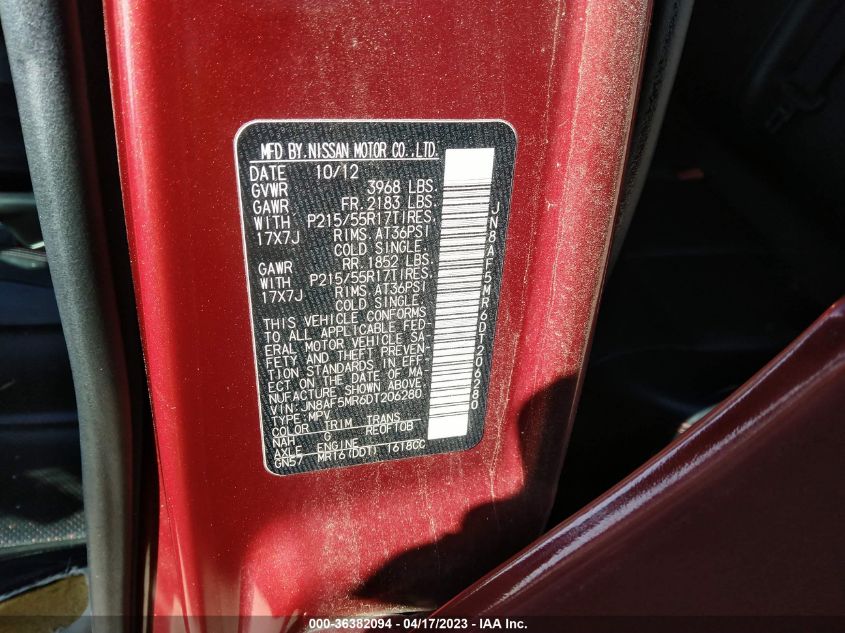 MFD BY.NISSAN MOTOR CO.,LTD.
DATE 10/12
GVWR 3968 LBS.
GAWR FR. 2183 LBS.
WITH P215/55R17TIRES.
17X7J RIMS. AT36PSI
COLD SINGLE.
GAWR RR. 1852 LBS.
WITH P215/55R17TIRES.
17X7J RIMS. AT36PSI
COLD SINGLE.
THIS VEHICLE CONFORMS
TO ALL APPLICABLE FED-
ERAL MOTOR VEHICLE SA-
FETY AND THEFT PREVEN-
TION STANDARDS IN EFF-
ECT ON THE DATE OF MA-
NUFACTURE SHOWN ABOVE.
VIN:JN8AF5MR6DT206280
TYPE:MPV
COLOR TRIM TRANS
NAH G RE0F10B
AXLE ENGINE
GN57 MR16(DDT) 1618CC
JN8AF5MR6DT206280
© COPY 36382094 - 04/17/2023 - IAA Inc.